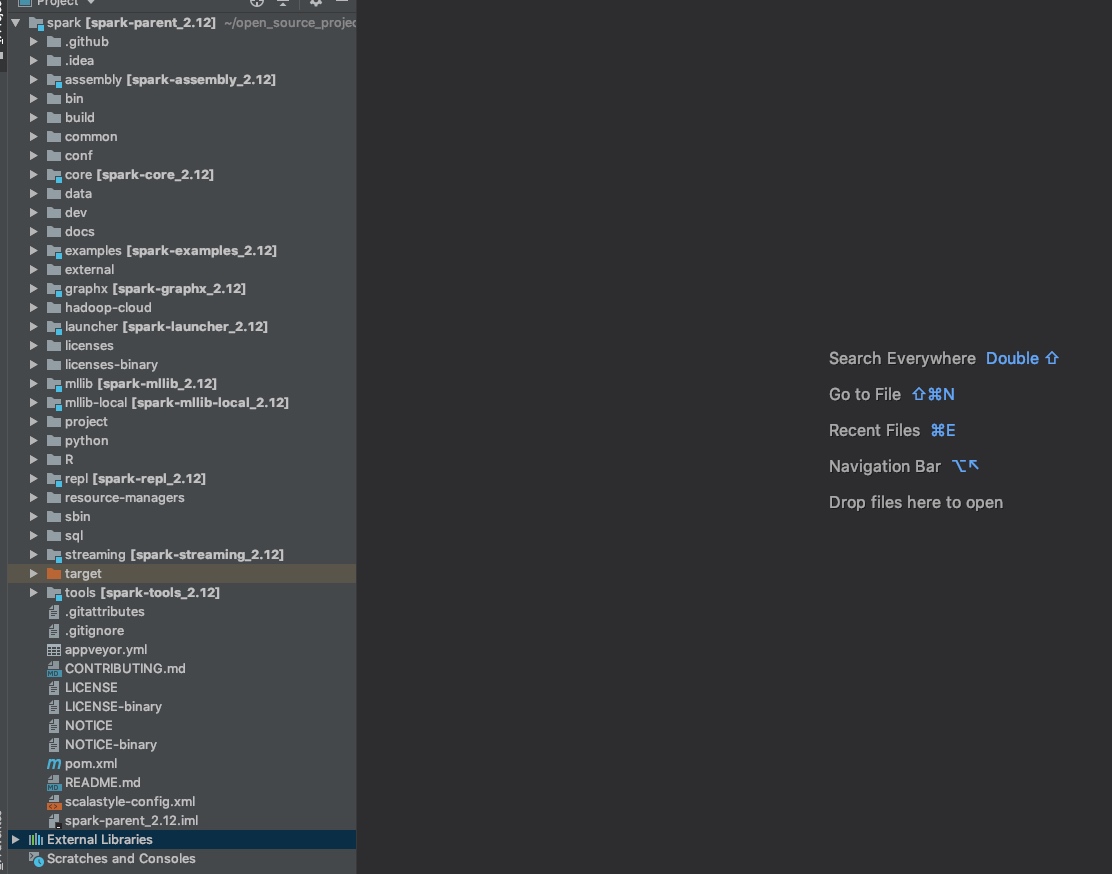 Project
spark [spark-parent_2.12] ~/open_source_projec
.github
.idea
assembly [spark-assembly_2.12]
bin
build
common
conf
core [spark-core_2.12]
data
dev
docs
examples [spark-examples_2.12]
external
graphx [spark-graphx_2.12]
hadoop-cloud
launcher [spark-launcher_2.12]
licenses
licenses-binary
mllib [spark-mllib_2.12]
mllib-local [spark-mllib-local_2.12]
project
python
R
repl [spark-repl_2.12]
resource-managers
sbin
sql
streaming [spark-streaming_2.12]
target
tools [spark-tools_2.12]
.gitattributes
.gitignore
appveyor.yml
CONTRIBUTING.md
LICENSE
LICENSE-binary
NOTICE
NOTICE-binary
pom.xml
README.md
scalastyle-config.xml
spark-parent_2.12.iml
External Libraries
Scratches and Consoles
Search Everywhere Double ⇧
Go to File ⇧⌘N
Recent Files ⌘E
Navigation Bar ⌥↖
Drop files here to open